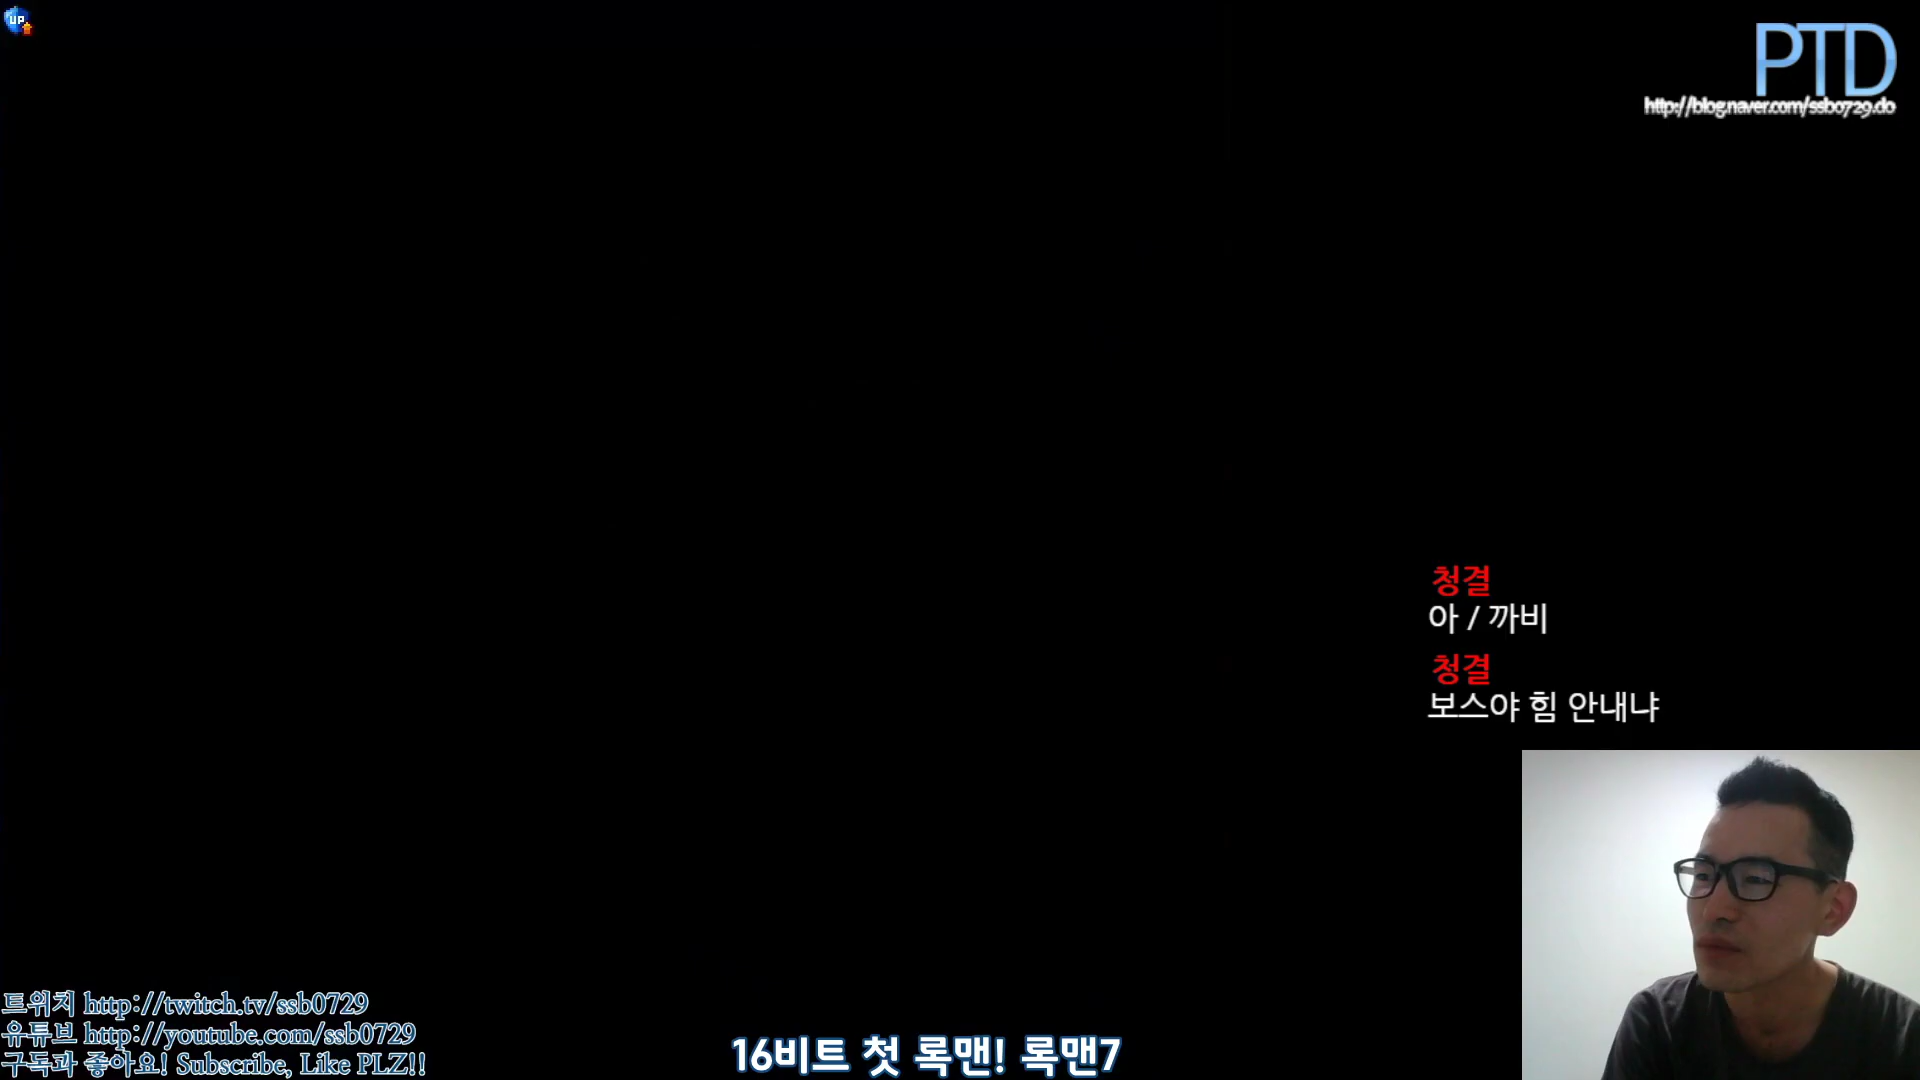 UP
PTD
http://blog.naver.com/ssb0729.do
청결
아 / 까비
청결
보스야 힘 안내냐
트위치 http://twitch.tv/ssb0729
유튜브 http://youtube.com/ssb0729
구독과 좋아요! Subscribe, Like PLZ!!
16비트 첫 록맨! 록맨7